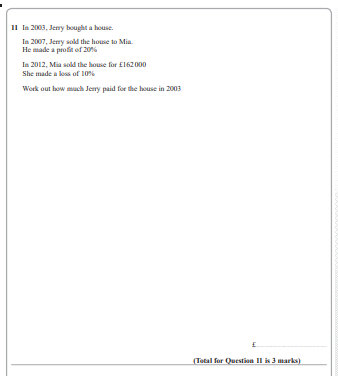 11 In 2003, Jerry bought a house.
In 2007, Jerry sold the house to Mia.
He made a profit of 20%
In 2012, Mia sold the house for £162 000
She made a loss of 10%
Work out how much Jerry paid for the house in 2003
£
(Total for Question 11 is 3 marks)